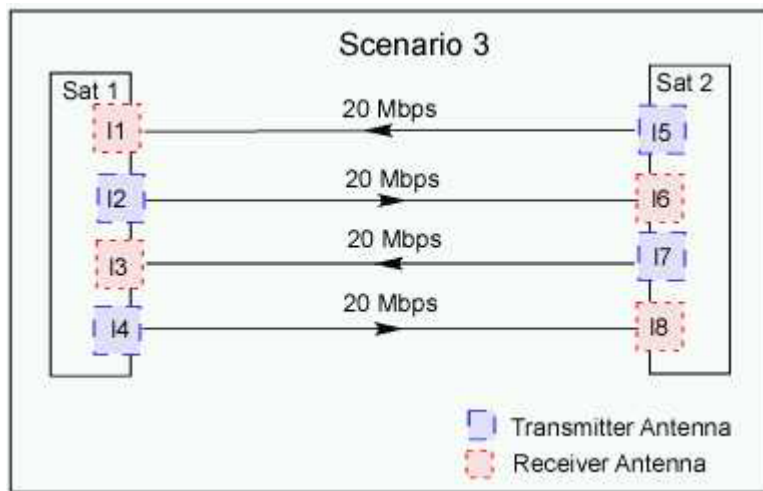 Scenario 3
Sat 1
Sat 2
I1
20 Mbps
I5
I2
20 Mbps
I6
I3
20 Mbps
I7
I4
20 Mbps
I8
Transmitter Antenna
Receiver Antenna